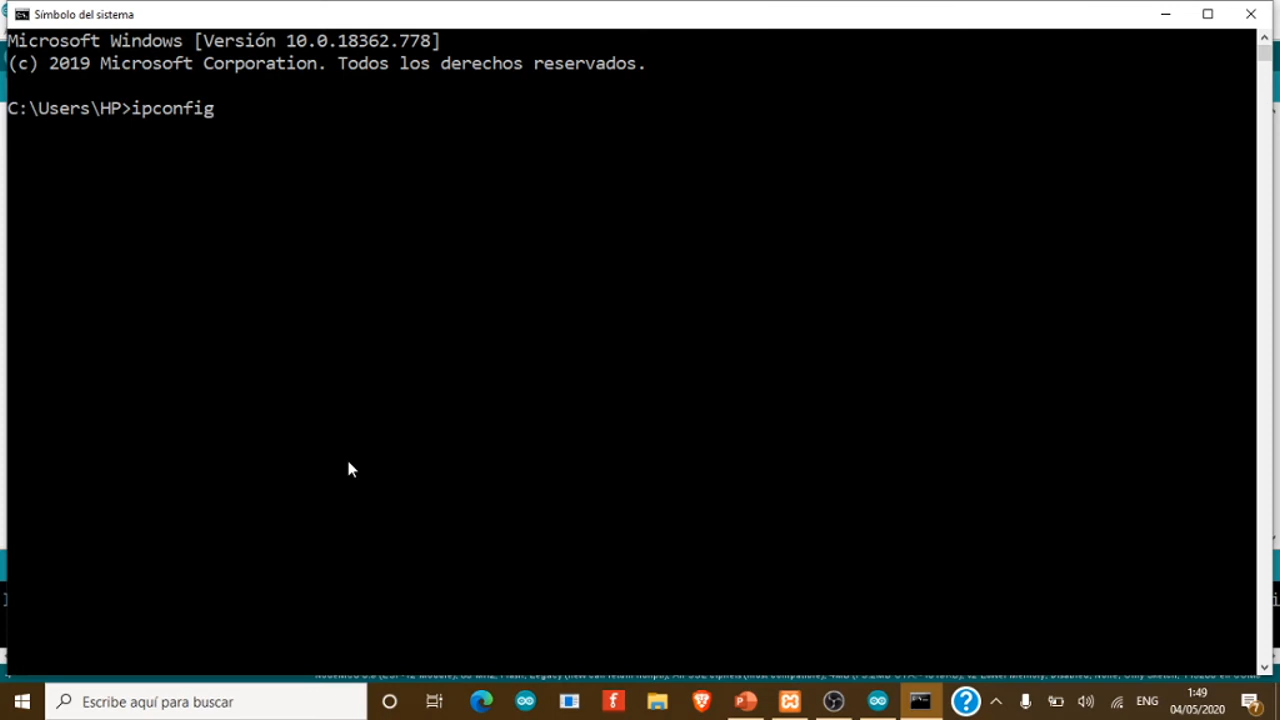 Símbolo del sistema
Microsoft Windows [Versión 10.0.18362.778]
(c) 2019 Microsoft Corporation. Todos los derechos reservados.
C:\Users\HP>ipconfig
Escribe aquí para buscar
ENG
1:49
04/05/2020
7